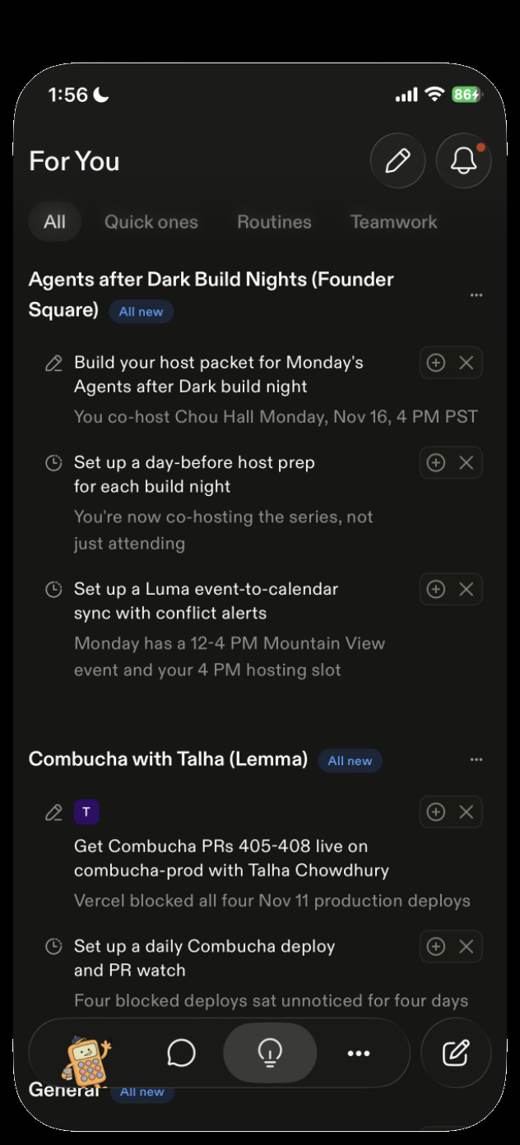 1:56
86
For You
All Quick ones Routines Teamwork
Agents after Dark Build Nights (Founder
Square) All new
Build your host packet for Monday's
Agents after Dark build night
You co-host Chou Hall Monday, Nov 16, 4 PM PST
Set up a day-before host prep
for each build night
You're now co-hosting the series, not
just attending
Set up a Luma event-to-calendar
sync with conflict alerts
Monday has a 12-4 PM Mountain View
event and your 4 PM hosting slot
Combucha with Talha (Lemma) All new
T
Get Combucha PRs 405-408 live on
combucha-prod with Talha Chowdhury
Vercel blocked all four Nov 11 production deploys
Set up a daily Combucha deploy
and PR watch
Four blocked deploys sat unnoticed for four days
General All new